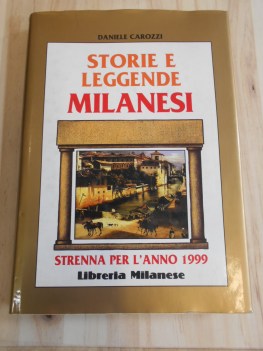 DANIELE CAROZZI
STORIE E
LEGGENDE
MILANESI
STRENNA PER L'ANNO 1999
Libreria Milanese